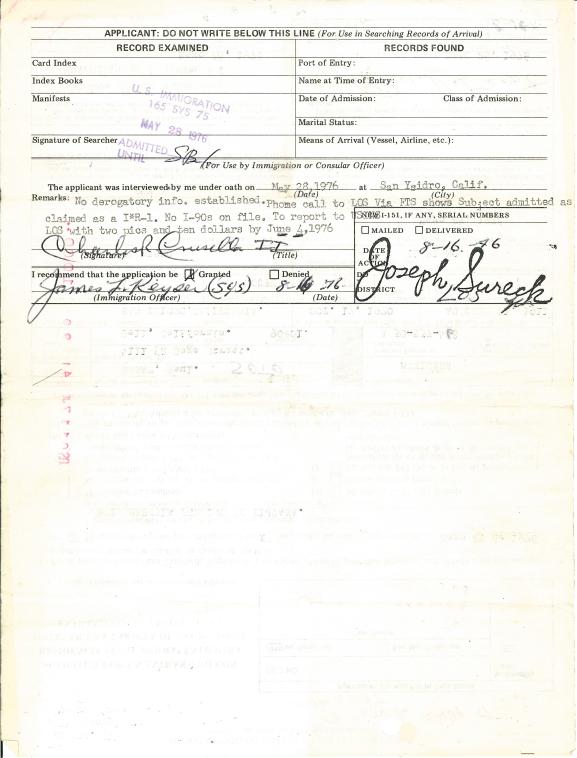 APPLICANT: DO NOT WRITE BELOW THIS LINE (For Use in Searching Records of Arrival)
RECORD EXAMINED
RECORDS FOUND
Card Index
Port of Entry:
Index Books
Name at Time of Entry:
Manifests
Date of Admission:
Class of Admission:
U.S. IMMIGRATION
165 SYS 75
MAY 28 1976
ADMITTED
UNTIL
Marital Status:
Signature of Searcher
Means of Arrival (Vessel, Airline, etc.):
(For Use by Immigration or Consular Officer)
The applicant was interviewed by me under oath on May 28,1976 at San Ysidro, Calif.
(Date)
(City)
Remarks: No derogatory info. established. Phome call to LOS Via FTS shows Subject admitted as
claimed as a I*R-1. No I-90s on file. To report to
LOS with two pics and ten dollars by June 4,1976
NEW I-151, IF ANY, SERIAL NUMBERS
MAILED
DELIVERED
(Signature)
(Title)
DATE OF ACTION
8-16-76
I recommend that the application be Granted Denied
James L. Keyser (SYS) 8-16 76
(Immigration Officer)
(Date)
DISTRICT
Joseph Sureck
LOS